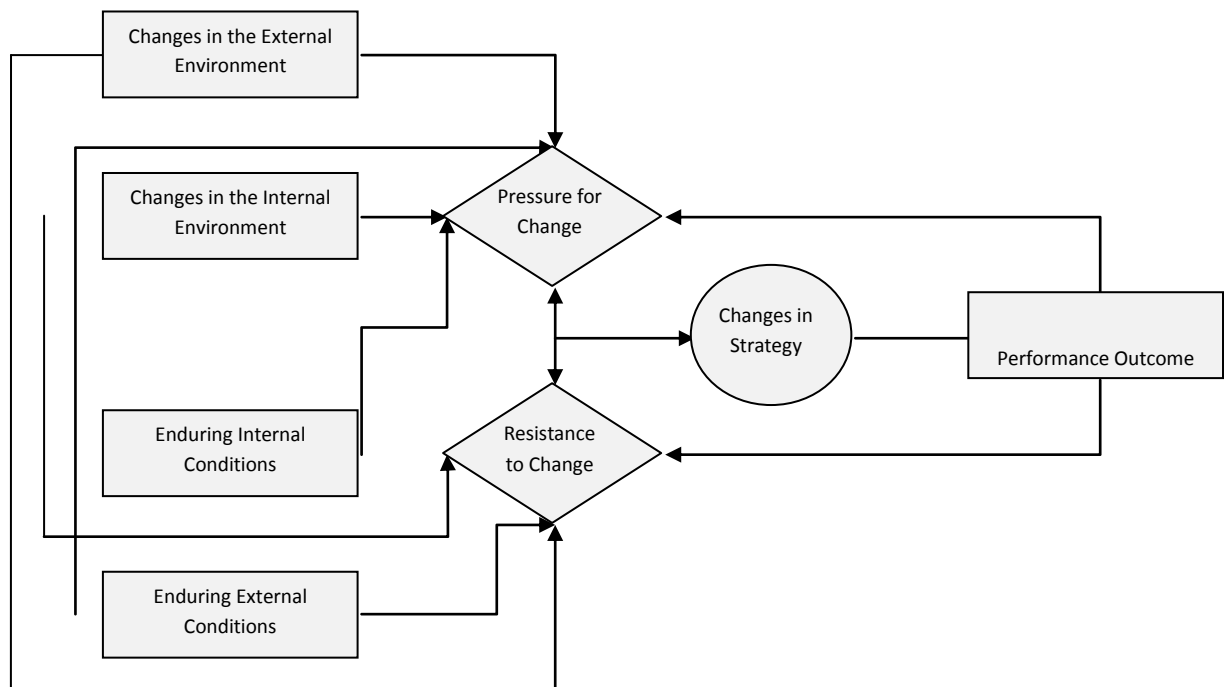 Changes in the External
Environment
Changes in the Internal
Environment
Pressure for
Change
Changes in
Strategy
Performance Outcome
Enduring Internal
Conditions
Resistance
to Change
Enduring External
Conditions